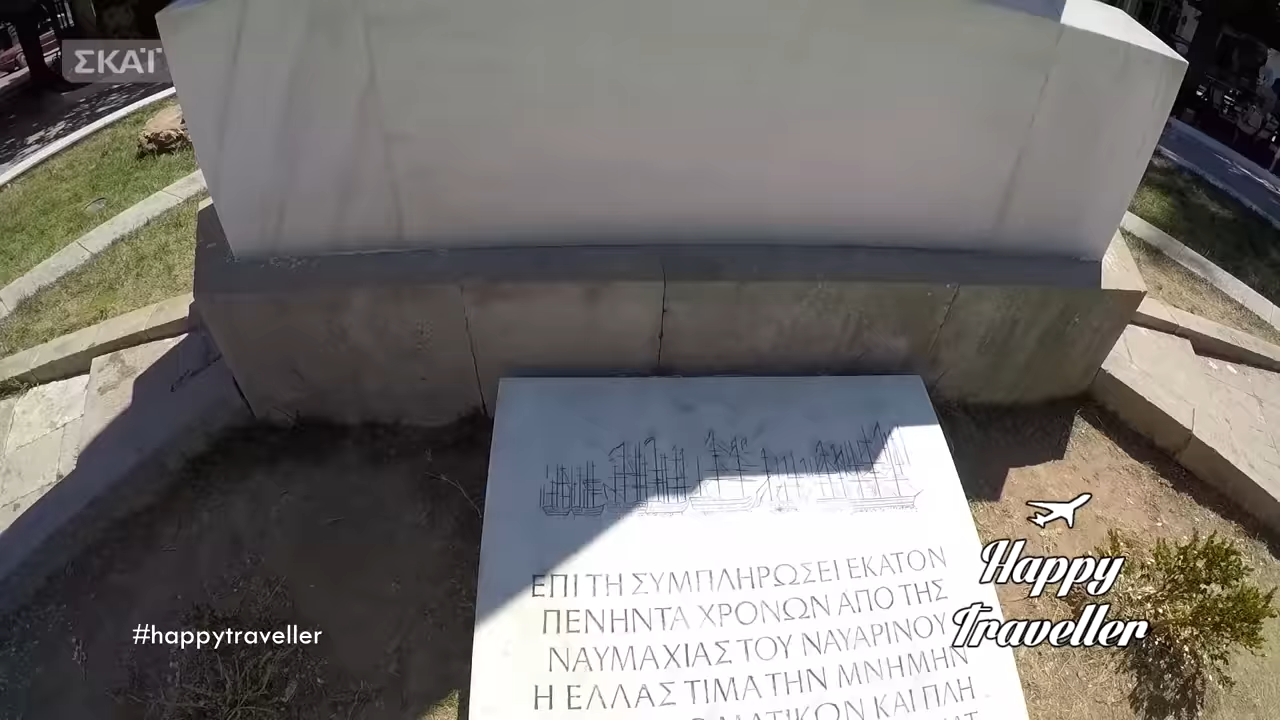 ΣΚΑΪ
ΕΠΙ ΤΗ ΣΥΜΠΛΗΡΩΣΕΙ ΕΚΑΤΟΝ
ΠΕΝΗΝΤΑ ΧΡΟΝΩΝ ΑΠΟ ΤΗΣ
ΝΑΥΜΑΧΙΑΣ ΤΟΥ ΝΑΥΑΡΙΝΟΥ
Η ΕΛΛΑΣ ΤΙΜΑ ΤΗΝ ΜΝΗΜΗΝ
ΚΑΙ ΠΛΗ
Happy
Traveller
#happytraveller